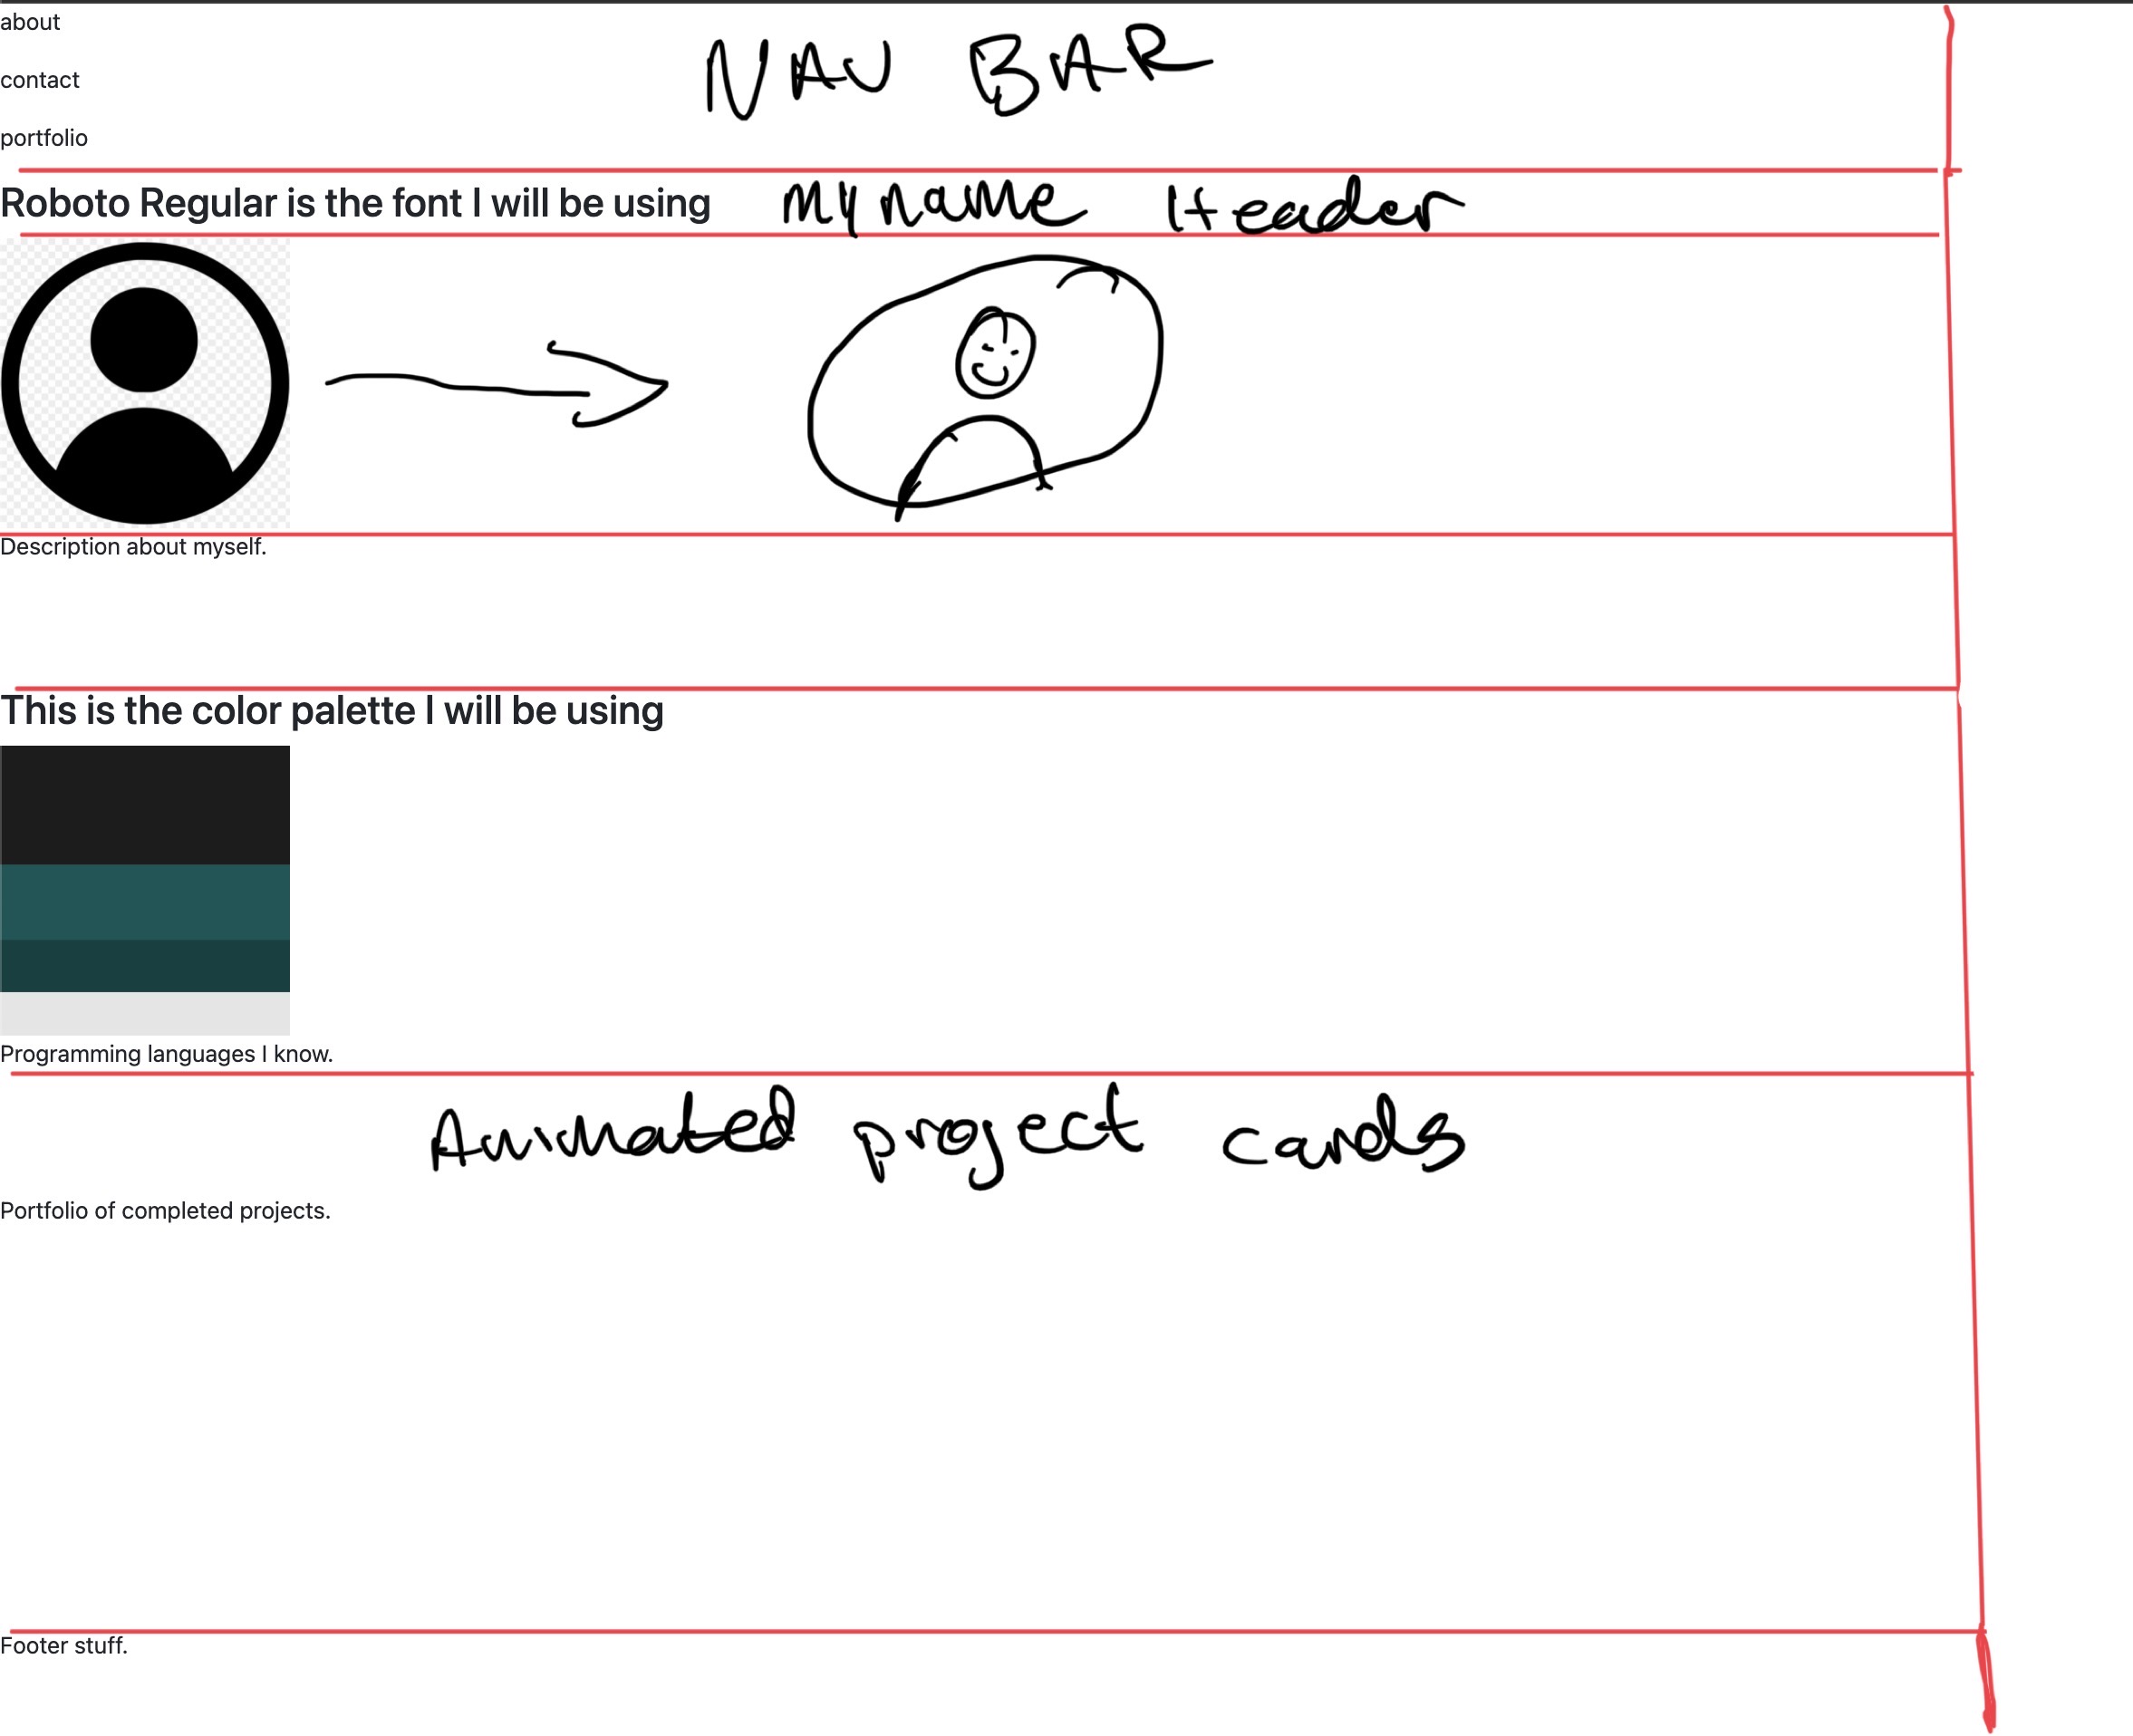 about
NAV BAR
contact
portfolio
Roboto Regular is the font I will be using
My name Header
Description about myself.
This is the color palette I will be using
Programming languages I know.
Animated project cards
Portfolio of completed projects.
Footer stuff.